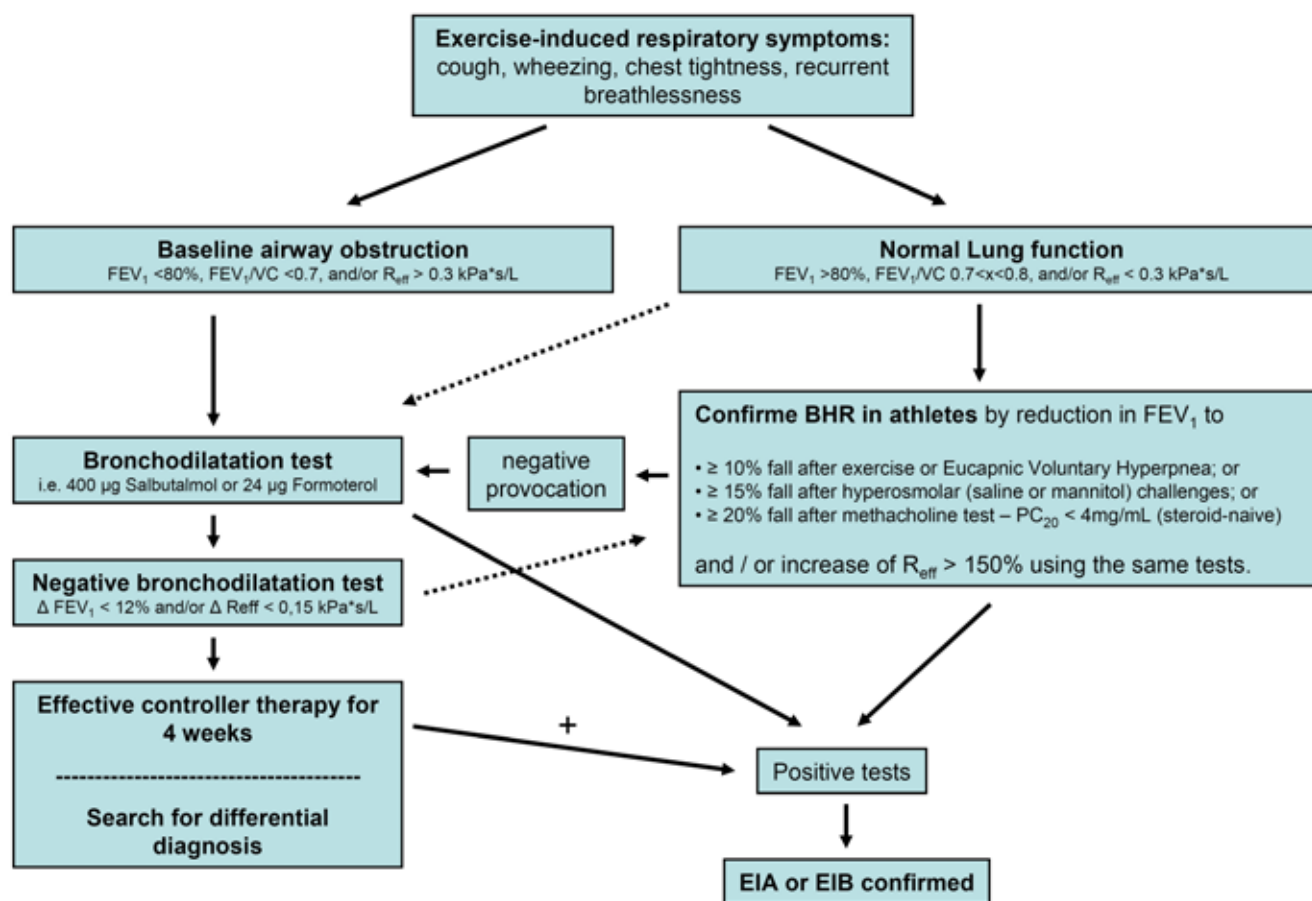 Exercise-induced respiratory symptoms:
cough, wheezing, chest tightness, recurrent
breathlessness
Baseline airway obstruction
FEV₁ <80%, FEV₁/VC <0.7, and/or R_eff > 0.3 kPa*s/L
Normal Lung function
FEV₁ >80%, FEV₁/VC 0.7<x<0.8, and/or R_eff < 0.3 kPa*s/L
Bronchodilatation test
i.e. 400 µg Salbutalmol or 24 µg Formoterol
negative
provocation
Confirme BHR in athletes by reduction in FEV₁ to
• ≥ 10% fall after exercise or Eucapnic Voluntary Hyperpnea; or
• ≥ 15% fall after hyperosmolar (saline or mannitol) challenges; or
• ≥ 20% fall after methacholine test – PC₂₀ < 4mg/mL (steroid-naive)
and / or increase of R_eff > 150% using the same tests.
Negative bronchodilatation test
Δ FEV₁ < 12% and/or Δ Reff < 0,15 kPa*s/L
Effective controller therapy for
4 weeks
---------------------------------------
Search for differential
diagnosis
+
Positive tests
EIA or EIB confirmed